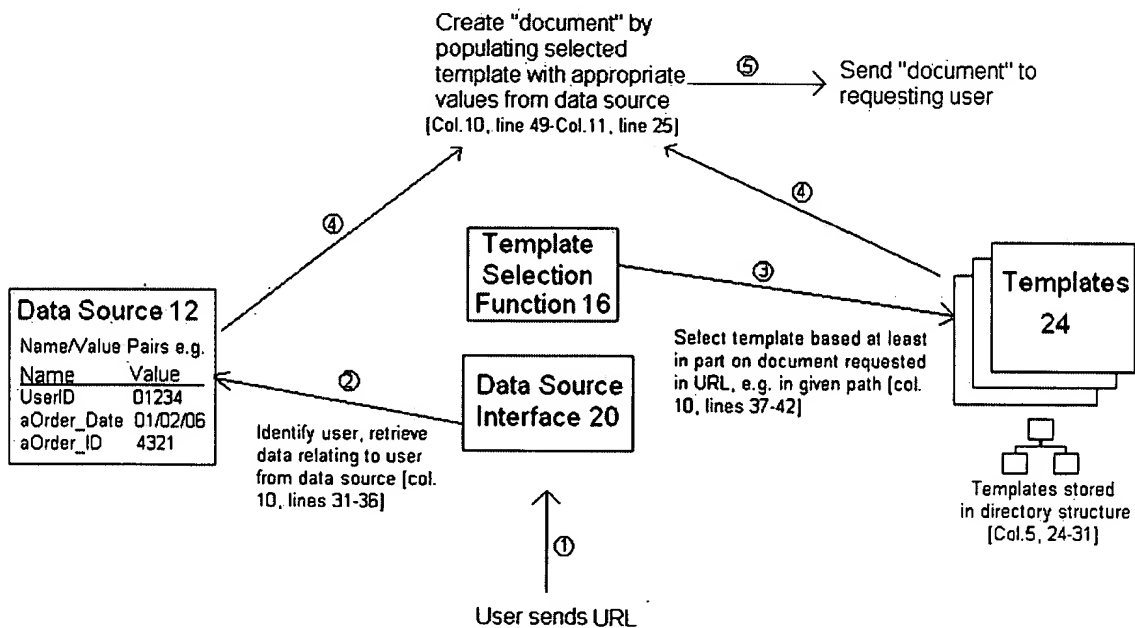 Create "document" by
populating selected
template with appropriate
values from data source
[Col.10, line 49-Col.11, line 25]
⑤
Send "document" to
requesting user
④
④
Template
Selection
Function 16
③
Templates
24
Data Source 12
Name/Value Pairs e.g.
Name Value
UserID 01234
aOrder_Date 01/02/06
aOrder_ID 4321
②
Identify user, retrieve
data relating to user
from data source [col.
10, lines 31-36]
Data Source
Interface 20
Select template based at least
in part on document requested
in URL, e.g. in given path [col.
10, lines 37-42]
Templates stored
in directory structure
[Col.5, 24-31]
①
User sends URL